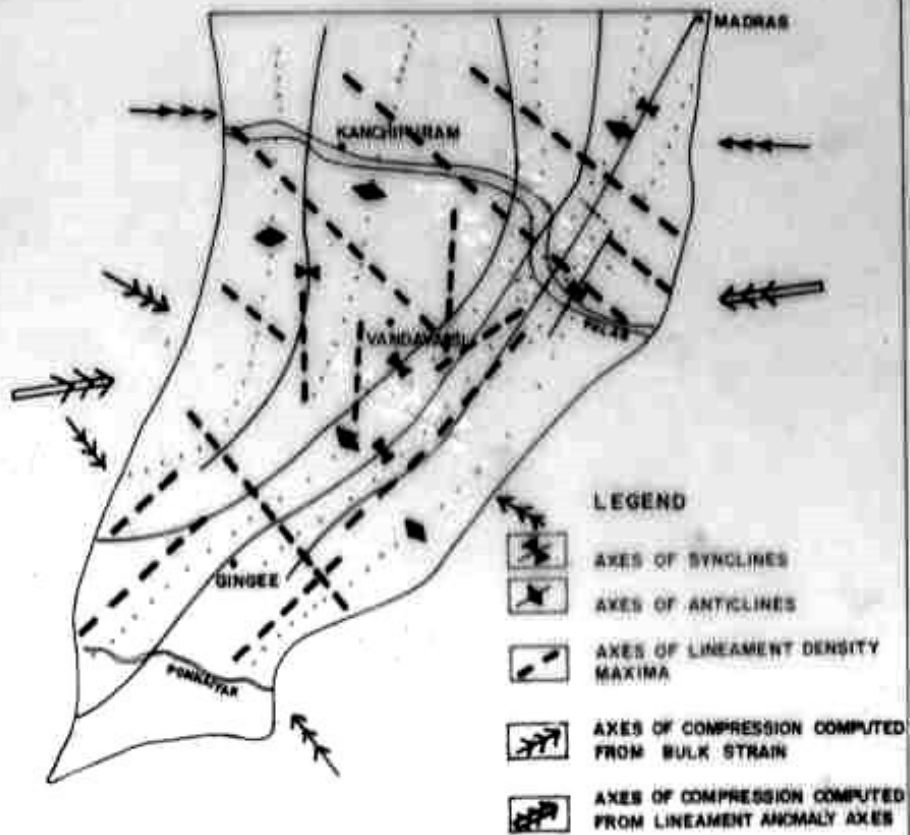 MADRAS
KANCHIPURAM
VANDAVASI
PALAR
GINGEE
PONNAIYAR
LEGEND
AXES OF SYNCLINES
AXES OF ANTICLINES
AXES OF LINEAMENT DENSITY
MAXIMA
AXES OF COMPRESSION COMPUTED
FROM BULK STRAIN
AXES OF COMPRESSION COMPUTED
FROM LINEAMENT ANOMALY AXES